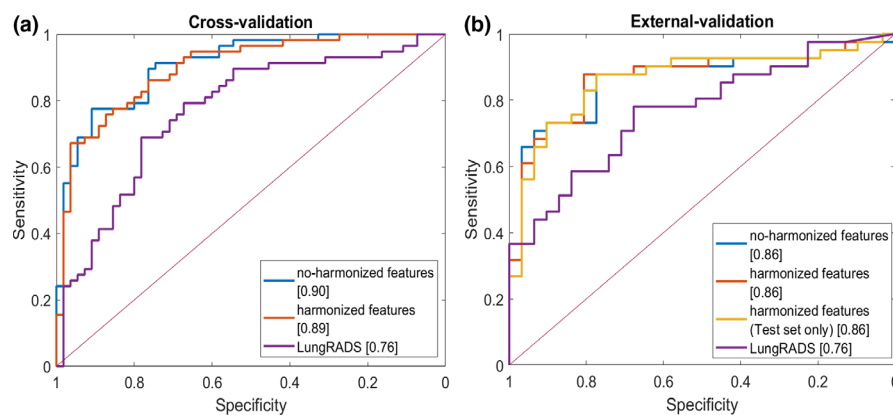 (a)
Cross-validation
1
0.8
0.6
0.4
0.2
0
Sensitivity
no-harmonized features
[0.90]
harmonized features
[0.89]
LungRADS [0.76]
1
0.8
0.6
0.4
0.2
0
Specificity
(b)
External-validation
1
0.8
0.6
0.4
0.2
0
Sensitivity
no-harmonized features
[0.86]
harmonized features
[0.86]
harmonized features
(Test set only) [0.86]
LungRADS [0.76]
1
0.8
0.6
0.4
0.2
0
Specificity